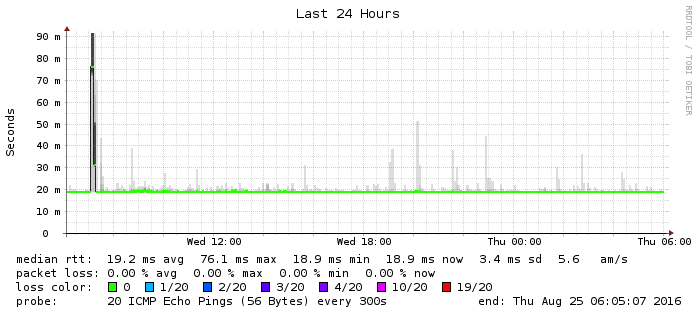 Last 24 Hours
RRDTOOL / TOBI OETIKER
Seconds
90 m
80 m
70 m
60 m
50 m
40 m
30 m
20 m
10 m
0
Wed 12:00 Wed 18:00 Thu 00:00 Thu 06:00
median rtt: 19.2 ms avg 76.1 ms max 18.9 ms min 18.9 ms now 3.4 ms sd 5.6 am/s
packet loss: 0.00 % avg 0.00 % max 0.00 % min 0.00 % now
loss color: 0 1/20 2/20 3/20 4/20 10/20 19/20
probe: 20 ICMP Echo Pings (56 Bytes) every 300s end: Thu Aug 25 06:05:07 2016